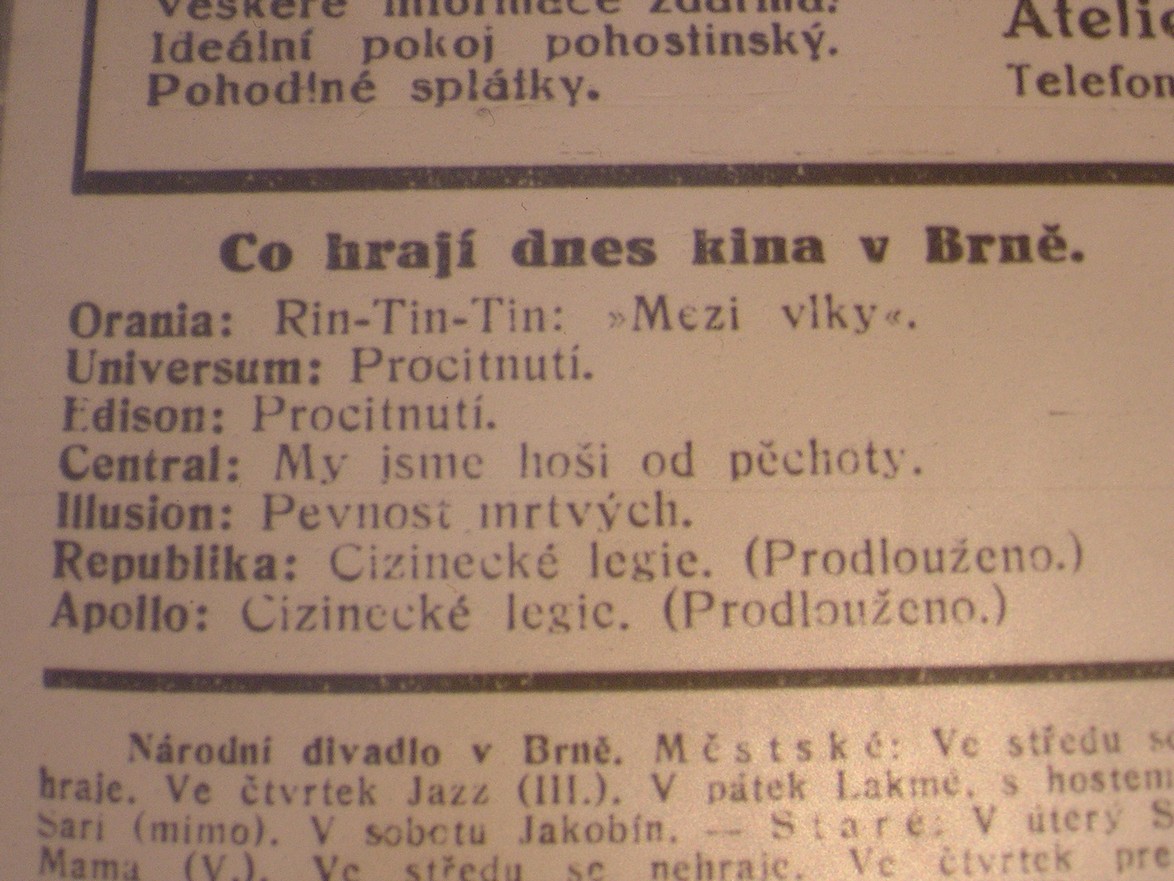 veškeré informace zdarma.
Ideální pokoj pohostinský.
Pohodlné splátky.
Telefon
Co hrají dnes kina v Brně.
Orania: Rin-Tin-Tin: »Mezi vlky«.
Universum: Procitnutí.
Edison: Procitnutí.
Central: My jsme hoši od pěchoty.
Illusion: Pevnost mrtvých.
Republika: Cizinecké legie. (Prodlouženo.)
Apollo: Cizinecké legie. (Prodlouženo.)
Národní divadlo v Brně. Městské: Ve středu se
hraje. Ve čtvrtek Jazz (III.). V pátek Lakmé, s hostem
Sari (mimo). V sobotu Jakobín. — Staré: V úterý
Mama (V.). Ve středu se nehraje. Ve čtvrtek